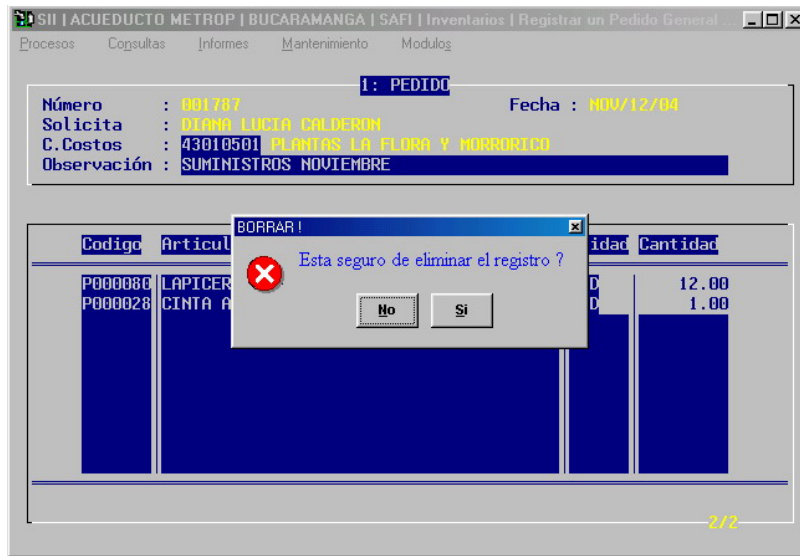 SII | ACUEDUCTO METROP | BUCARAMANGA | SAFI | Inventarios | Registrar un Pedido General ...
Procesos Consultas Informes Mantenimiento Modulos
1: PEDIDO
Número : 001787 Fecha : NOV/12/04
Solicita : DIANA LUCIA CALDERON
C.Costos : 43010501 PLANTAS LA FLORA Y MORRORICO
Observación : SUMINISTROS NOVIEMBRE
BORRAR !
Codigo Articul idad Cantidad
Esta seguro de eliminar el registro ?
P000080 LAPICER D 12.00
P000028 CINTA A D 1.00
No Si
2/2